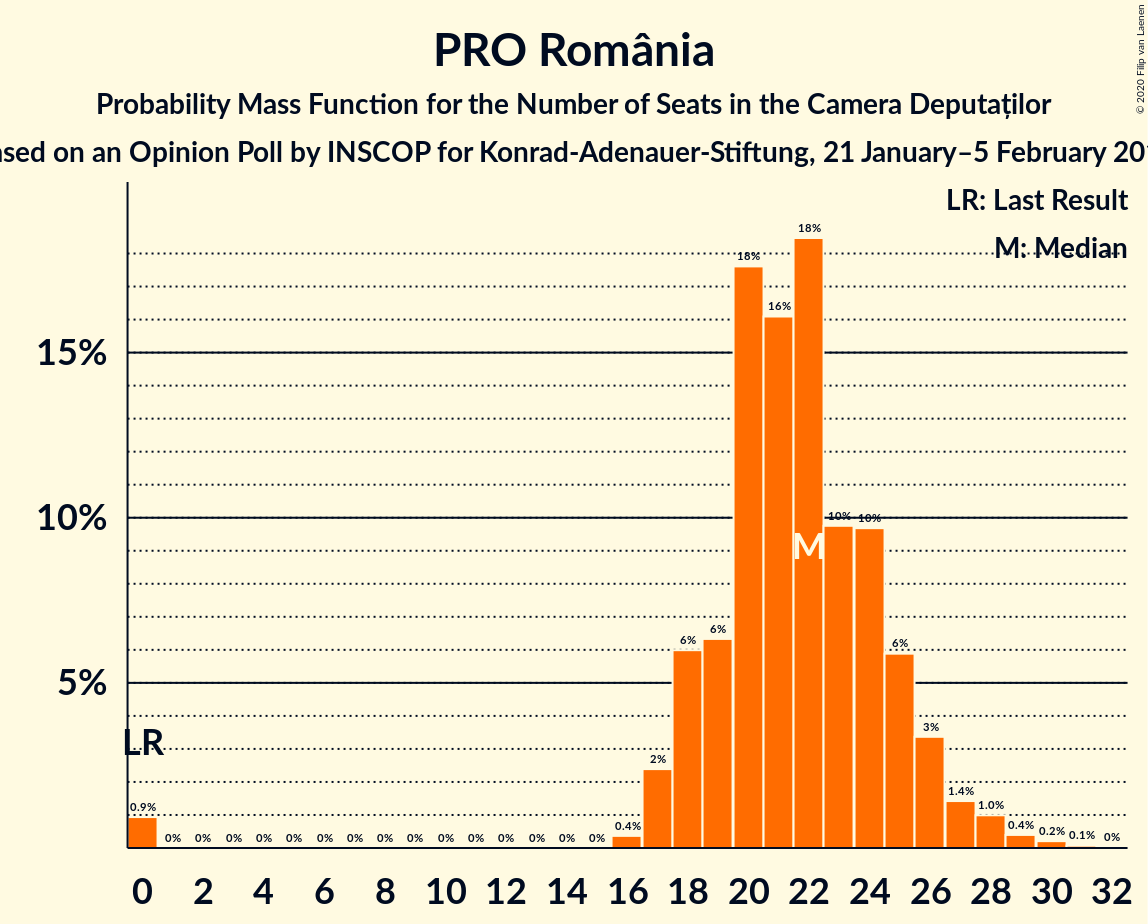 PRO România
Probability Mass Function for the Number of Seats in the Camera Deputaților
on an Opinion Poll by INSCOP for Konrad-Adenauer-Stiftung, 21 January–5 February
© 2020 Filip van Laenen
LR: Last Result
M: Median
18%
18%
16%
15%
10%
10% 10%
M
6%
6%
6%
5%
LR
2%
3%
0.9%
0% 0% 0% 0% 0% 0% 0% 0% 0% 0% 0% 0% 0% 0% 0%
0.4%
1.4%
1.0%
0.4%
0.2%
0.1%
0%
0 2 4 6 8 10 12 14 16 18 20 22 24 26 28 30 32